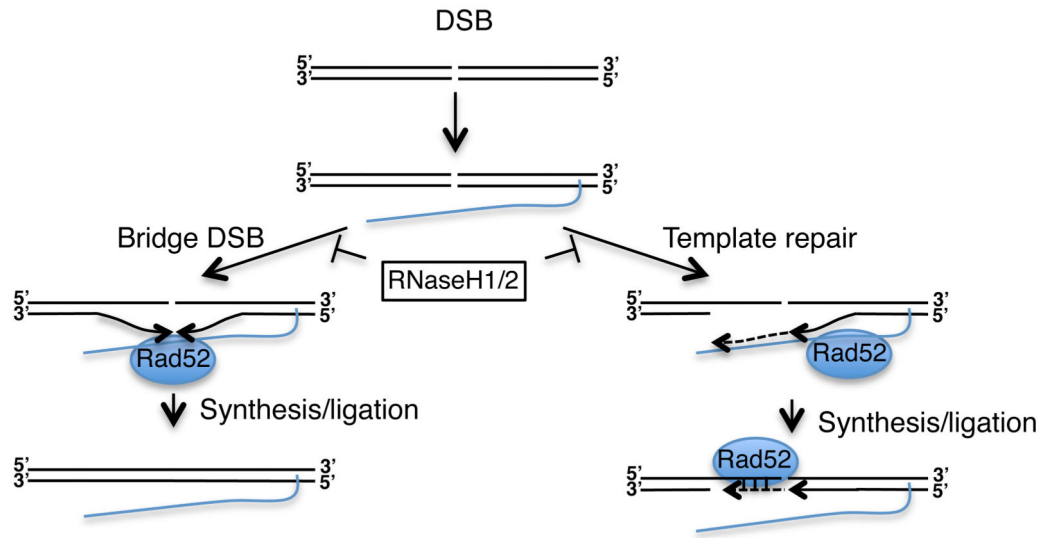 DSB
5’ 3’
3’ 5’
5’ 3’
3’ 5’
Bridge DSB
Template repair
RNaseH1/2
5’ 3’
3’ 5’
Rad52
5’ 3’
3’ 5’
Rad52
Synthesis/ligation
Synthesis/ligation
5’ 3’
3’ 5’
Rad52
5’ 3’
3’ 5’